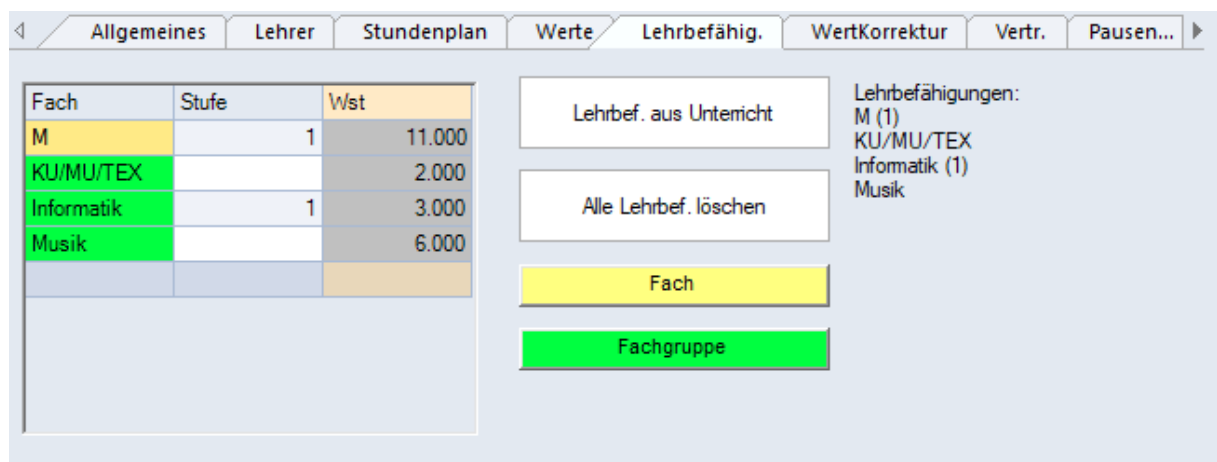 Allgemeines Lehrer Stundenplan Werte Lehrbefähig. WertKorrektur Vertr. Pausen...
Fach Stufe Wst
M 1 11.000
KU/MU/TEX 2.000
Informatik 1 3.000
Musik 6.000
Lehrbef. aus Unterricht
Alle Lehrbef. löschen
Fach
Fachgruppe
Lehrbefähigungen:
M (1)
KU/MU/TEX
Informatik (1)
Musik